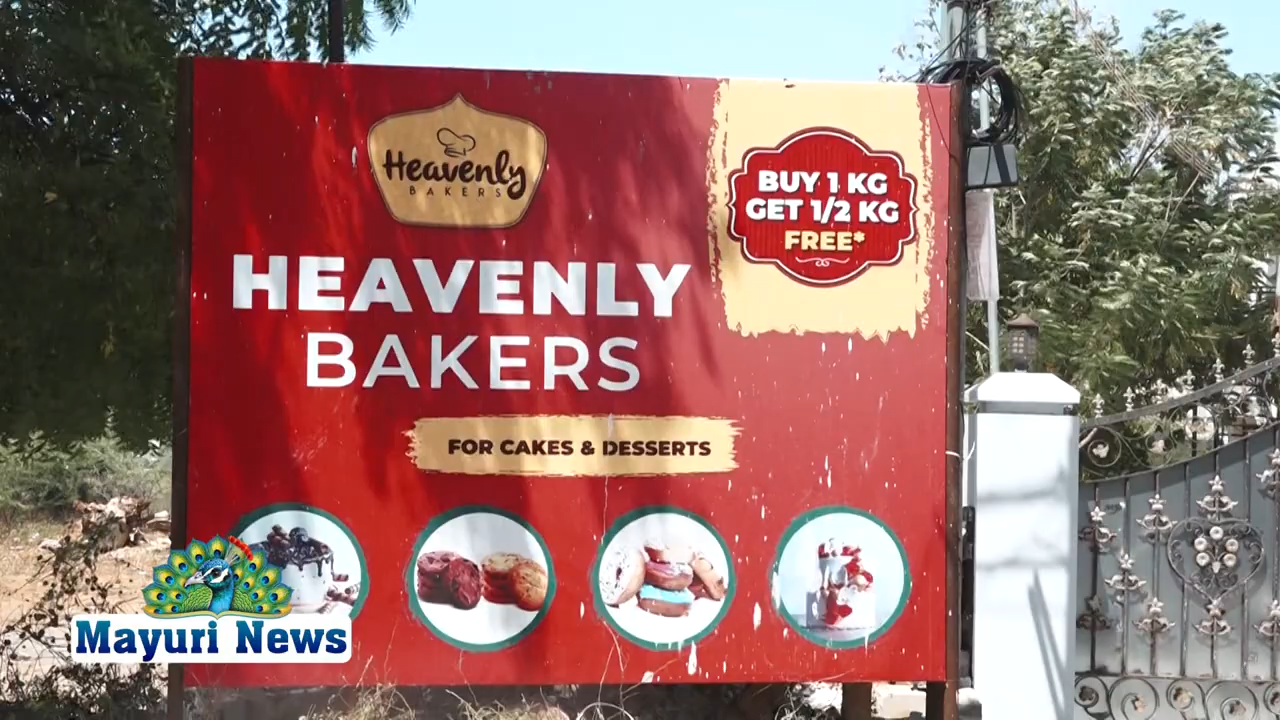 Heavenly
BAKERS
BUY 1 KG
GET 1/2 KG
FREE*
HEAVENLY
BAKERS
FOR CAKES & DESSERTS
Mayuri News